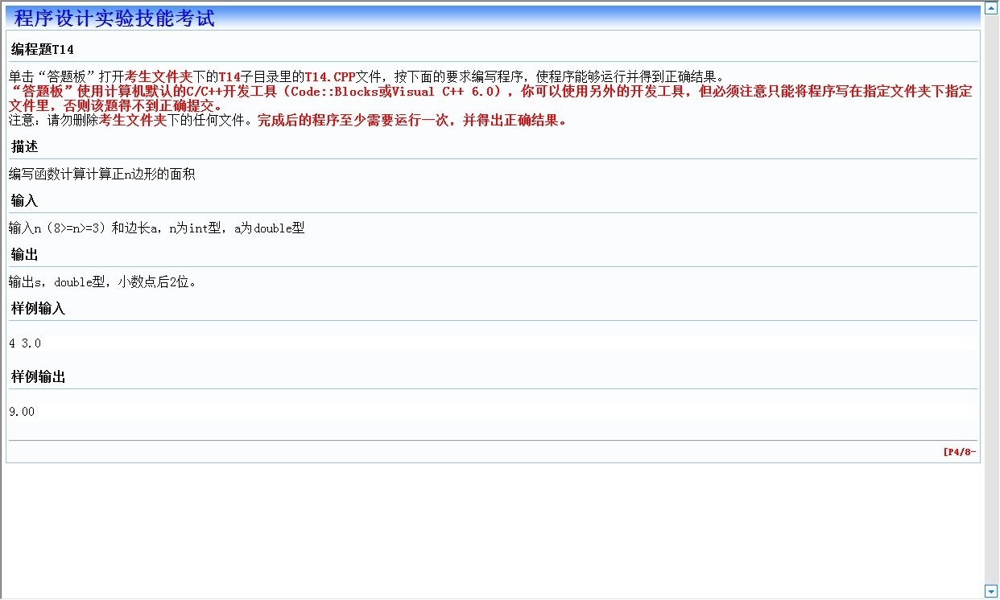 程序设计实验技能考试
编程题T14
单击“答题板”打开考生文件夹下的T14子目录里的T14.CPP文件，按下面的要求编写程序，使程序能够运行并得到正确结果。
“答题板”使用计算机默认的C/C++开发工具（Code::Blocks或Visual C++ 6.0），你可以使用另外的开发工具，但必须注意只能将程序写在指定文件夹下指定
文件里，否则该题得不到正确提交。
注意：请勿删除考生文件夹下的任何文件。完成后的程序至少需要运行一次，并得出正确结果。
描述
编写函数计算计算正n边形的面积
输入
输入n（8>=n>=3）和边长a，n为int型，a为double型
输出
输出s，double型，小数点后2位。
样例输入
4 3.0
样例输出
9.00
[P4/8-